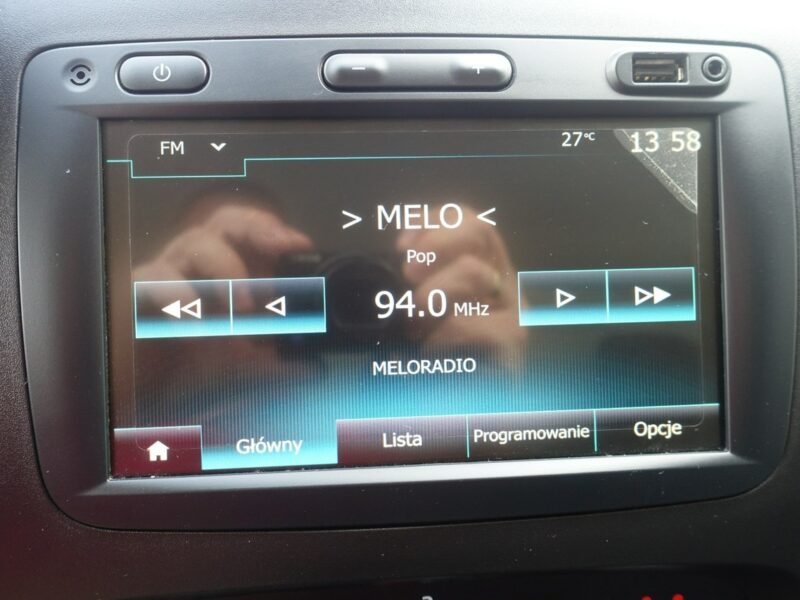 FM 27°C 13 58
> MELO <
Pop
94.0 MHz
MELORADIO
Główny Lista Programowanie Opcje